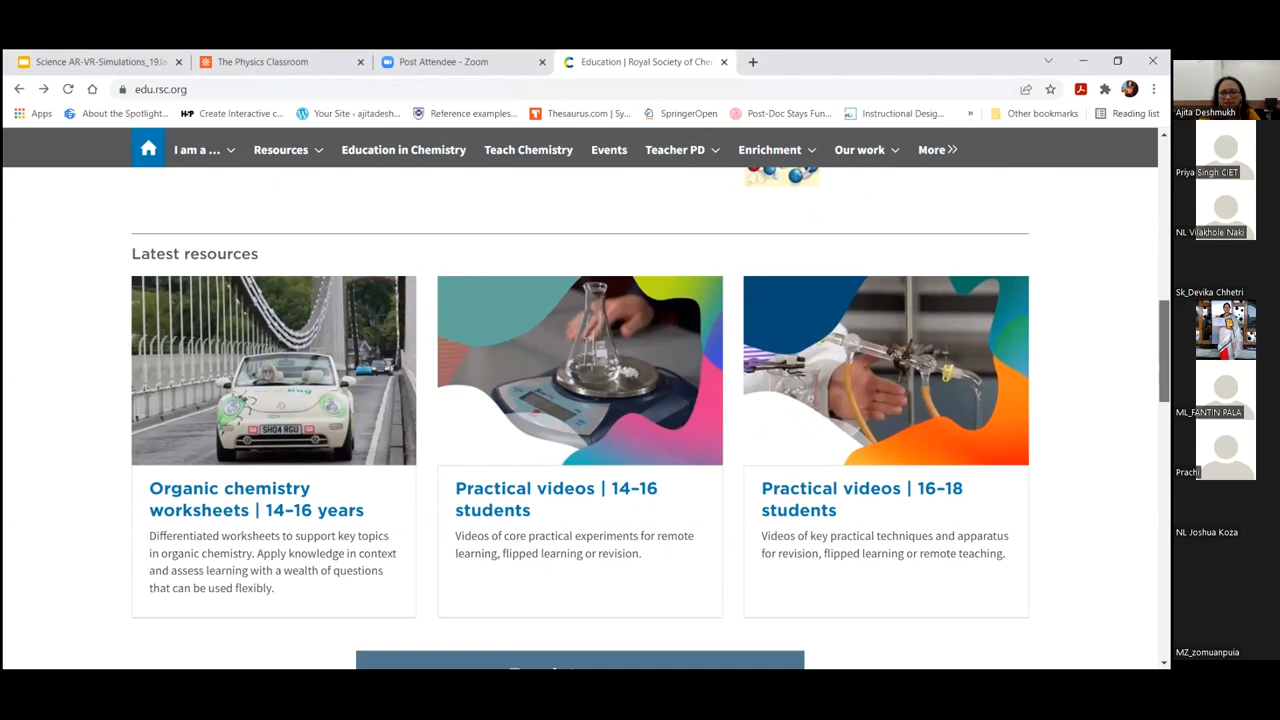 Science AR-VR-Simulations_19Ja
The Physics Classroom
Post Attendee - Zoom
Education | Royal Society of Che
edu.rsc.org
Apps
About the Spotlight...
Create Interactive c...
Your Site ‹ ajitadesh...
Reference examples...
Thesaurus.com | Sy...
SpringerOpen
Post-Doc Stays Fun...
Instructional Desig...
»
Other bookmarks
Reading list
I am a ...
Resources
Education in Chemistry
Teach Chemistry
Events
Teacher PD
Enrichment
Our work
More
Latest resources
SH04 RGU
Organic chemistry
worksheets | 14–16 years
Differentiated worksheets to support key topics
in organic chemistry. Apply knowledge in context
and assess learning with a wealth of questions
that can be used flexibly.
Practical videos | 14–16
students
Videos of core practical experiments for remote
learning, flipped learning or revision.
Practical videos | 16–18
students
Videos of key practical techniques and apparatus
for revision, flipped learning or remote teaching.
Ajita Deshmukh
Priya Singh CIET
NL Vilakhole Naki
Sk_Devika Chhetri
ML_FANTIN PALA
Prachi
NL Joshua Koza
MZ_zomuanpuia